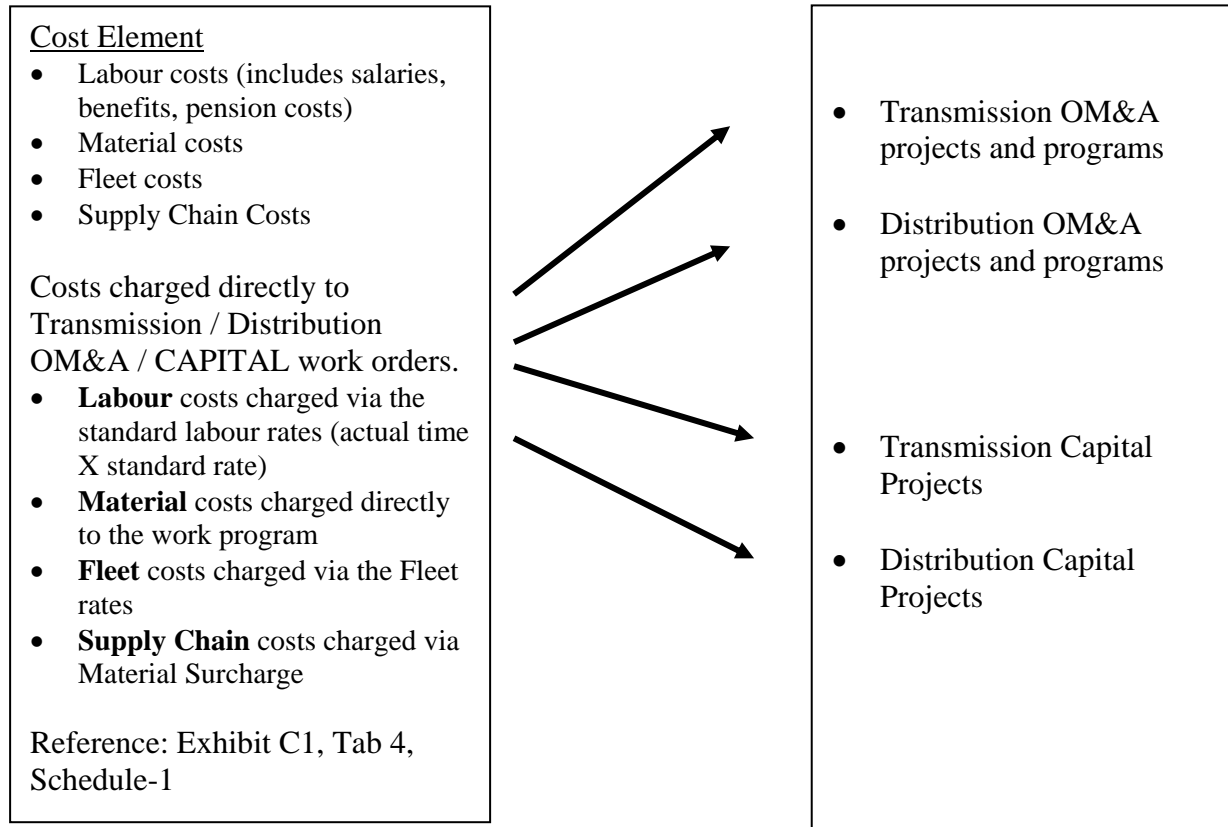 Cost Element
• Labour costs (includes salaries,
benefits, pension costs)
• Material costs
• Fleet costs
• Supply Chain Costs
Costs charged directly to
Transmission / Distribution
OM&A / CAPITAL work orders.
• Labour costs charged via the
standard labour rates (actual time
X standard rate)
• Material costs charged directly
to the work program
• Fleet costs charged via the Fleet
rates
• Supply Chain costs charged via
Material Surcharge
Reference: Exhibit C1, Tab 4,
Schedule-1
• Transmission OM&A
projects and programs
• Distribution OM&A
projects and programs
• Transmission Capital
Projects
• Distribution Capital
Projects